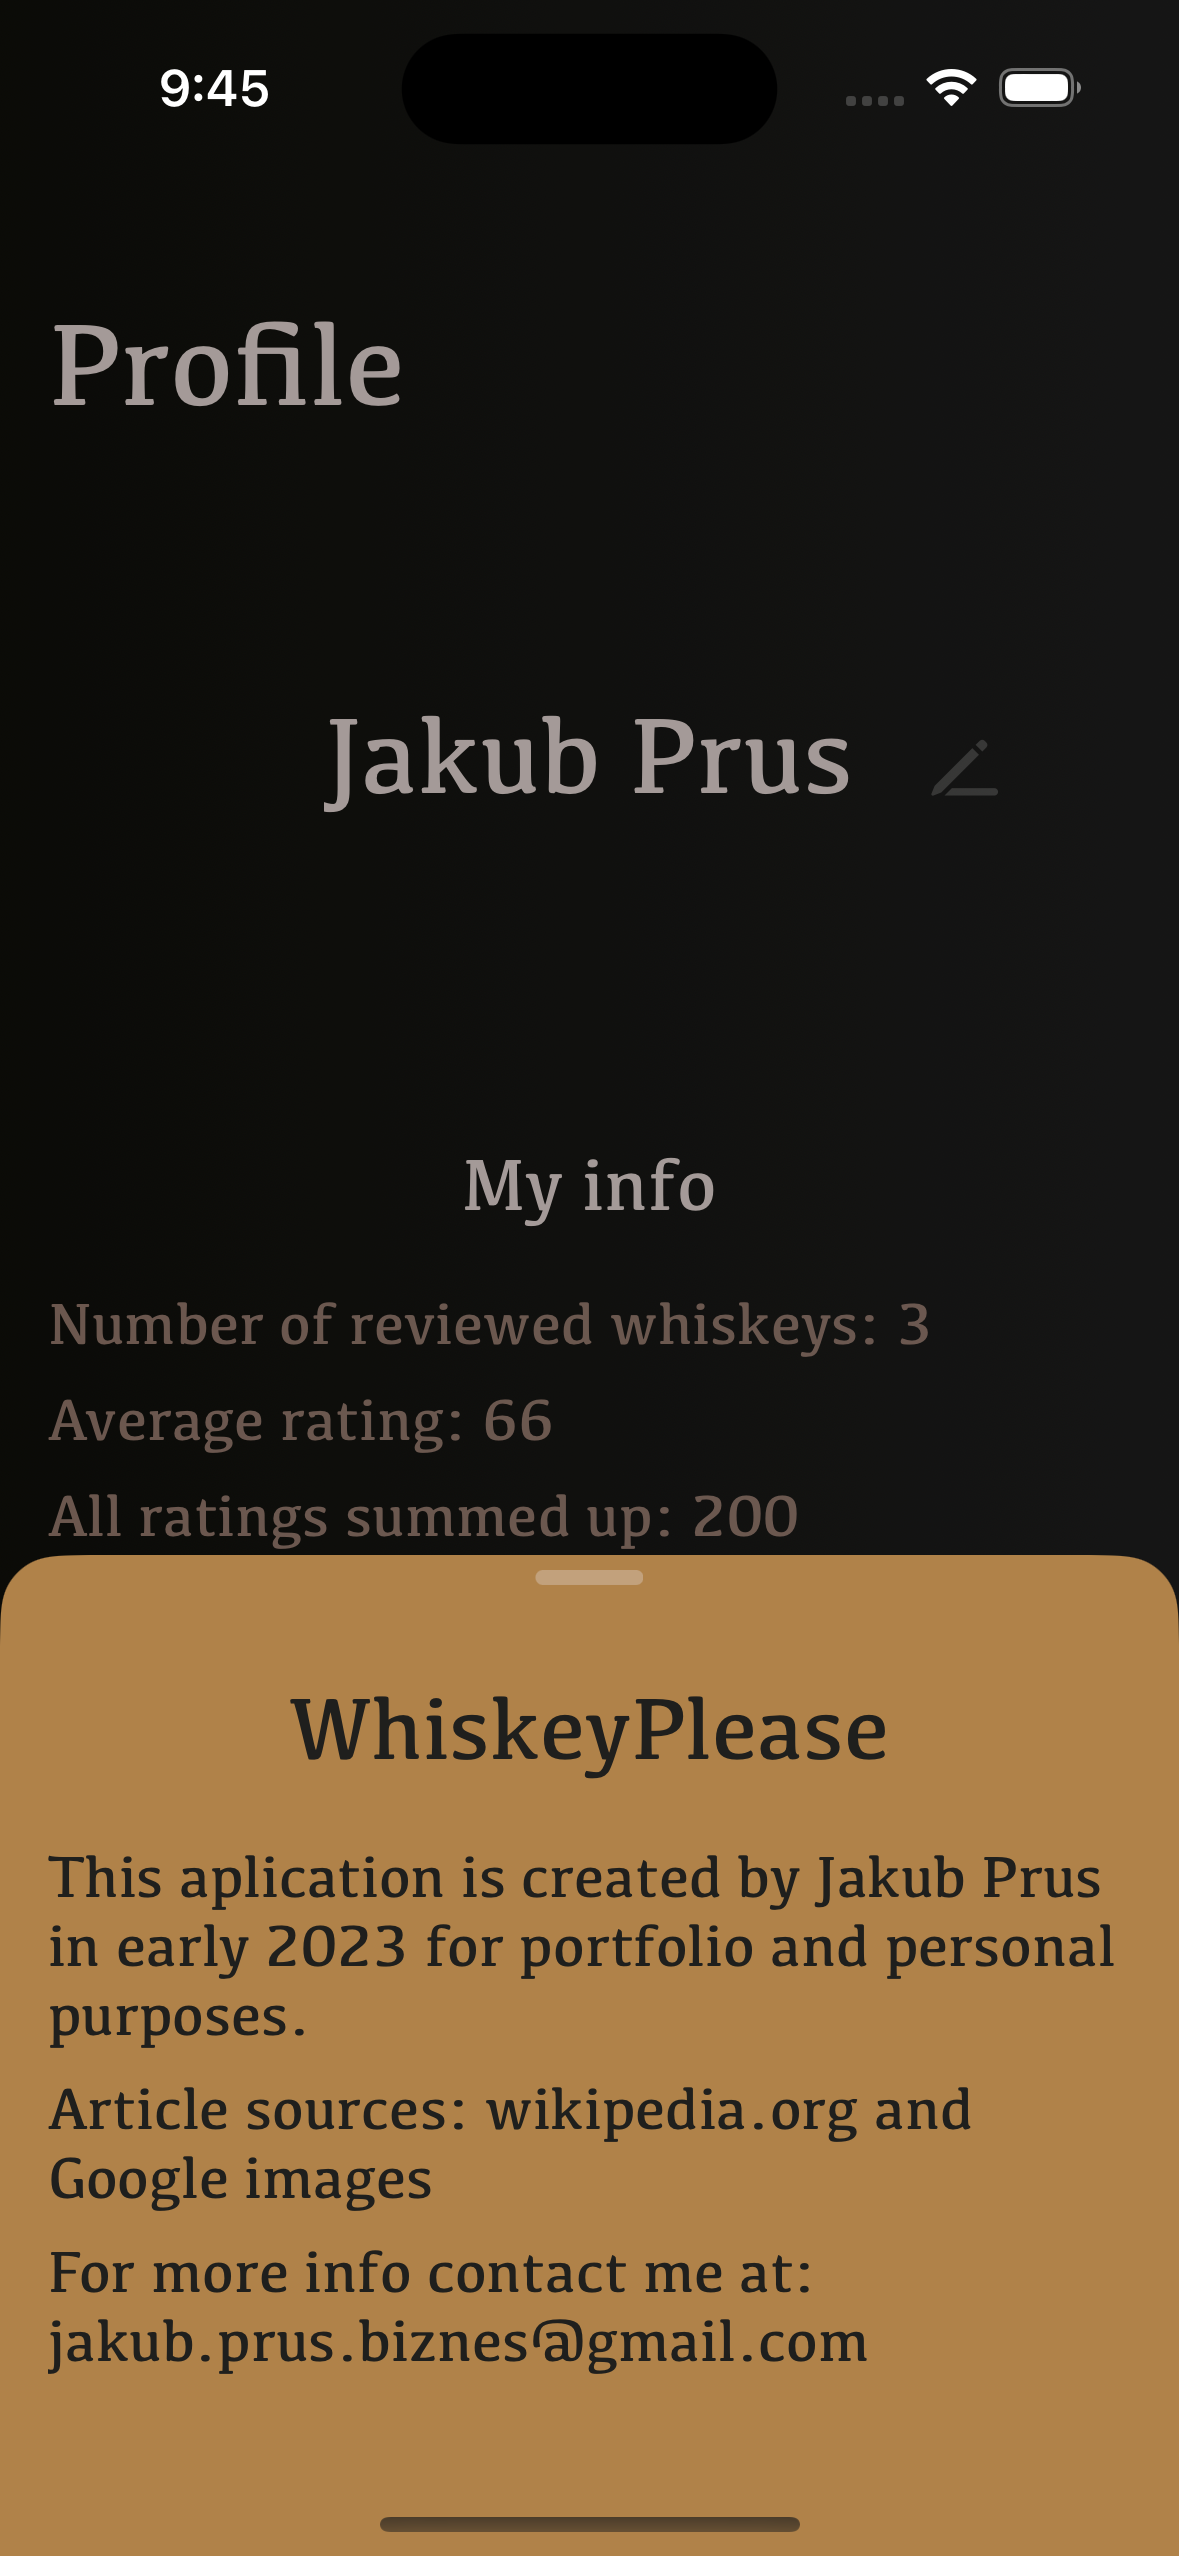 9:45
Profile
Jakub Prus
My info
Number of reviewed whiskeys: 3
Average rating: 66
All ratings summed up: 200
WhiskeyPlease
This aplication is created by Jakub Prus
in early 2023 for portfolio and personal
purposes.
Article sources: wikipedia.org and
Google images
For more info contact me at:
jakub.prus.biznes@gmail.com